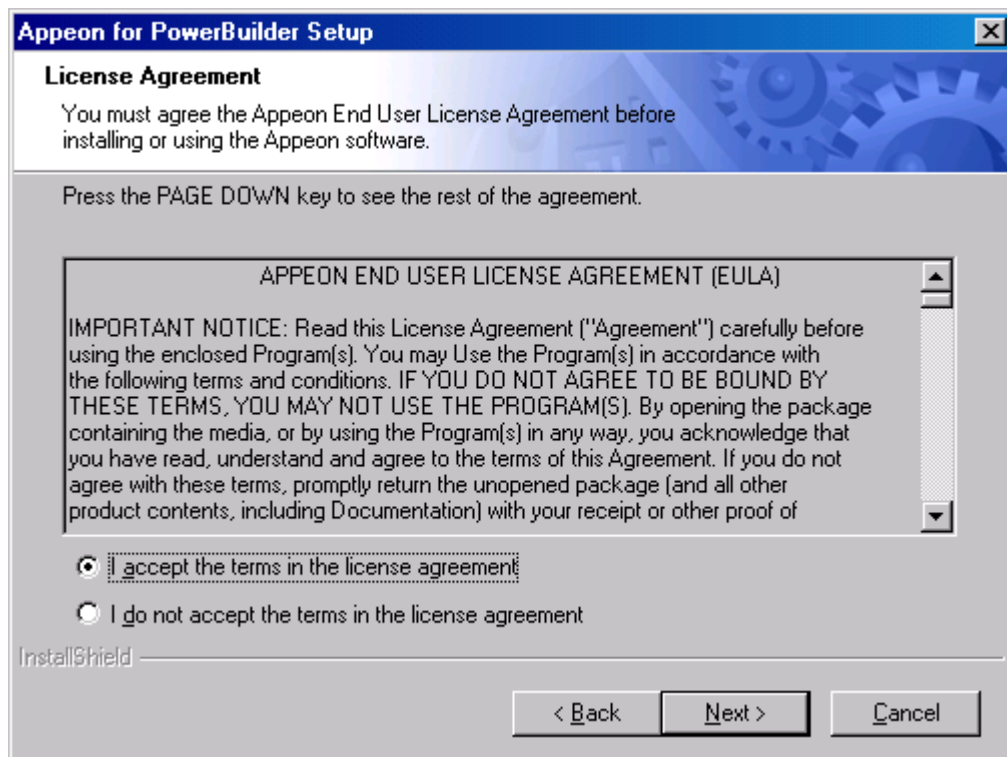 Appeon for PowerBuilder Setup
License Agreement
You must agree the Appeon End User License Agreement before
installing or using the Appeon software.
Press the PAGE DOWN key to see the rest of the agreement.
APPEON END USER LICENSE AGREEMENT (EULA)
IMPORTANT NOTICE: Read this License Agreement (''Agreement'') carefully before
using the enclosed Program(s). You may Use the Program(s) in accordance with
the following terms and conditions. IF YOU DO NOT AGREE TO BE BOUND BY
THESE TERMS, YOU MAY NOT USE THE PROGRAM(S). By opening the package
containing the media, or by using the Program(s) in any way, you acknowledge that
you have read, understand and agree to the terms of this Agreement. If you do not
agree with these terms, promptly return the unopened package (and all other
product contents, including Documentation) with your receipt or other proof of
I accept the terms in the license agreement
I do not accept the terms in the license agreement
InstallShield
< Back
Next >
Cancel